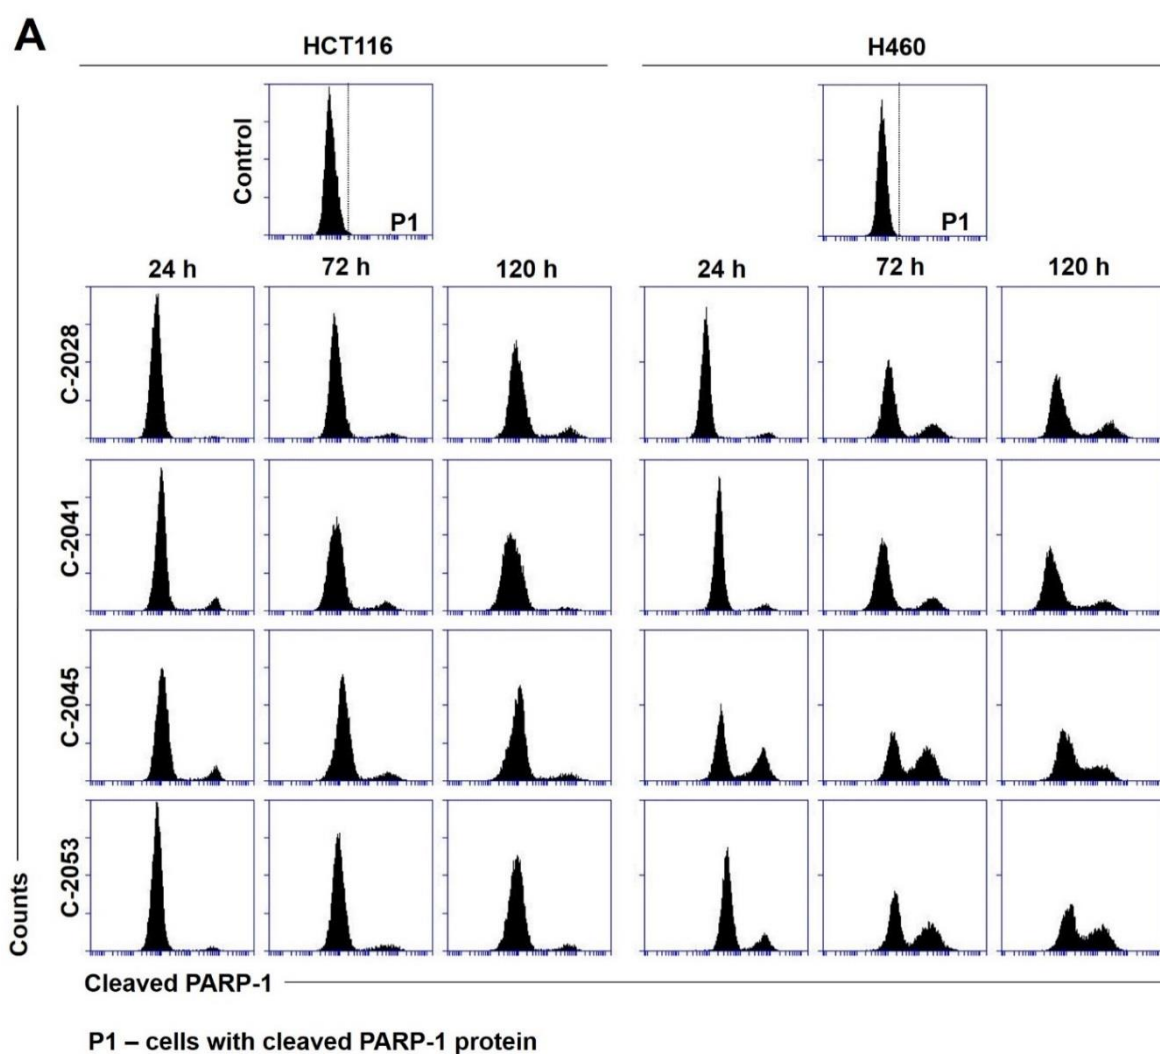 A
HCT116 H460
Control P1 P1
24 h 72 h 120 h 24 h 72 h 120 h
C-2028
C-2041
C-2045
C-2053
Counts
Cleaved PARP-1
P1 – cells with cleaved PARP-1 protein